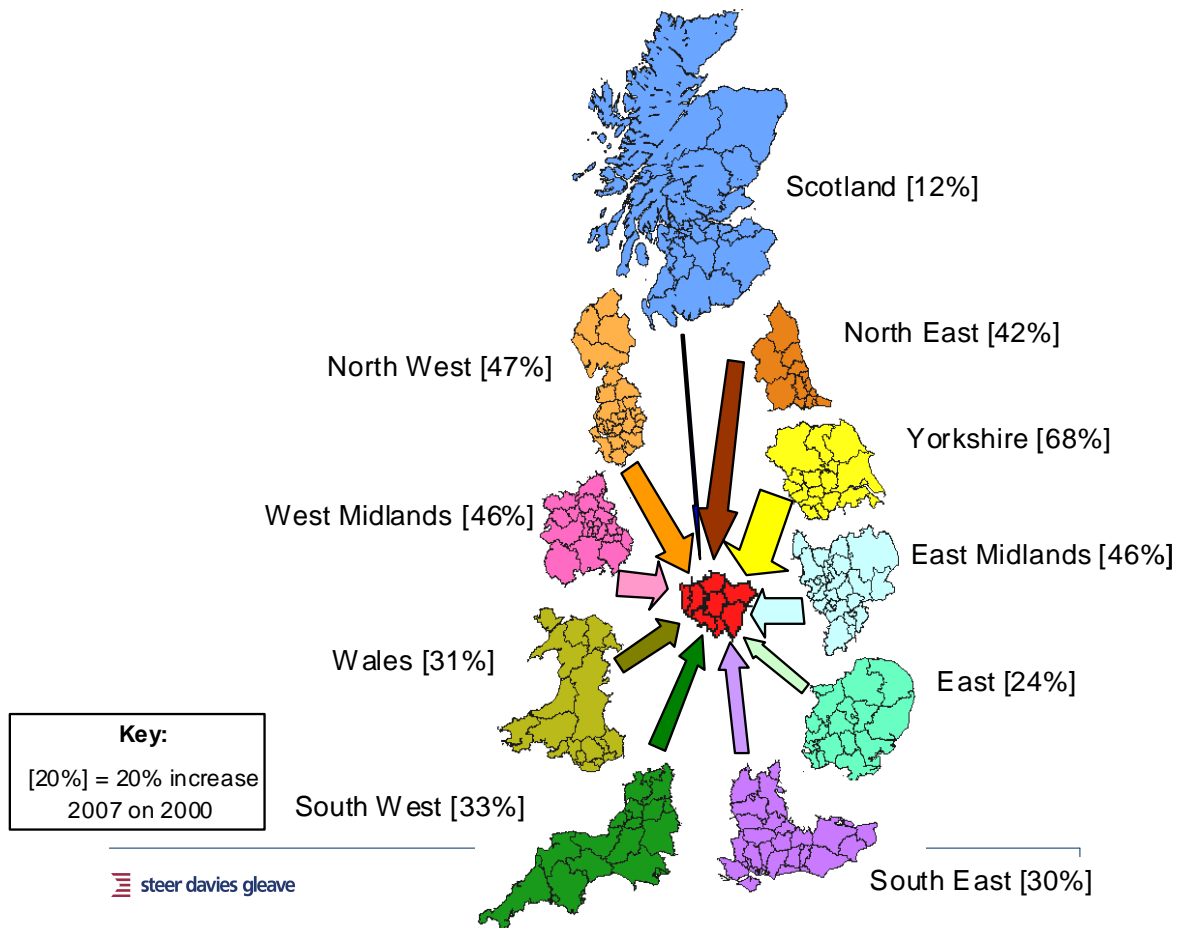 Scotland [12%]
North East [42%]
North West [47%]
Yorkshire [68%]
West Midlands [46%]
East Midlands [46%]
Wales [31%]
East [24%]
Key:
[20%] = 20% increase
2007 on 2000
South West [33%]
South East [30%]
steer davies gleave